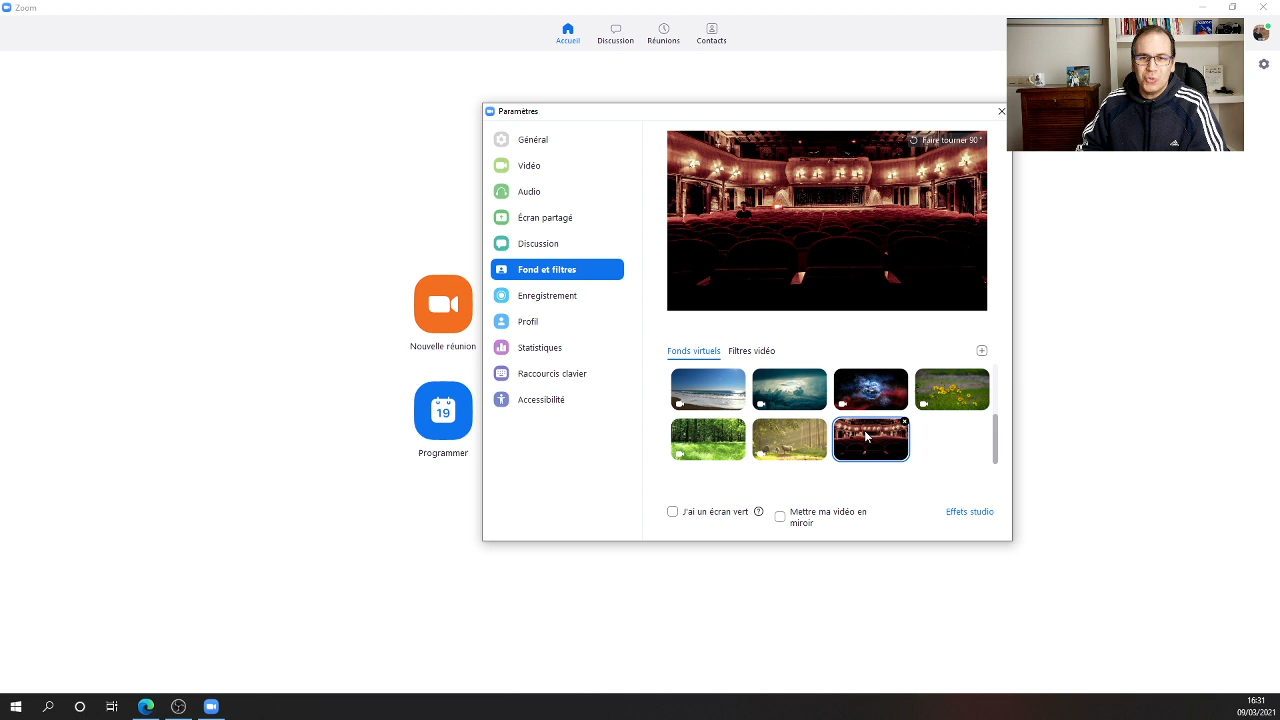 Zoom
Accueil
Discussion
Réunions
Contacts
Paramètres
Général
Vidéo
Audio
Écran partagé
Discussion
Fond et filtres
Enregistrement
Profil
Statistiques
Raccourcis clavier
Accessibilité
Faire tourner 90°
Fonds virtuels
Filtres vidéo
J'ai un écran vert
Mettre ma vidéo en
miroir
Effets studio
Nouvelle réunion
19
Programmer
16:31
09/03/2021